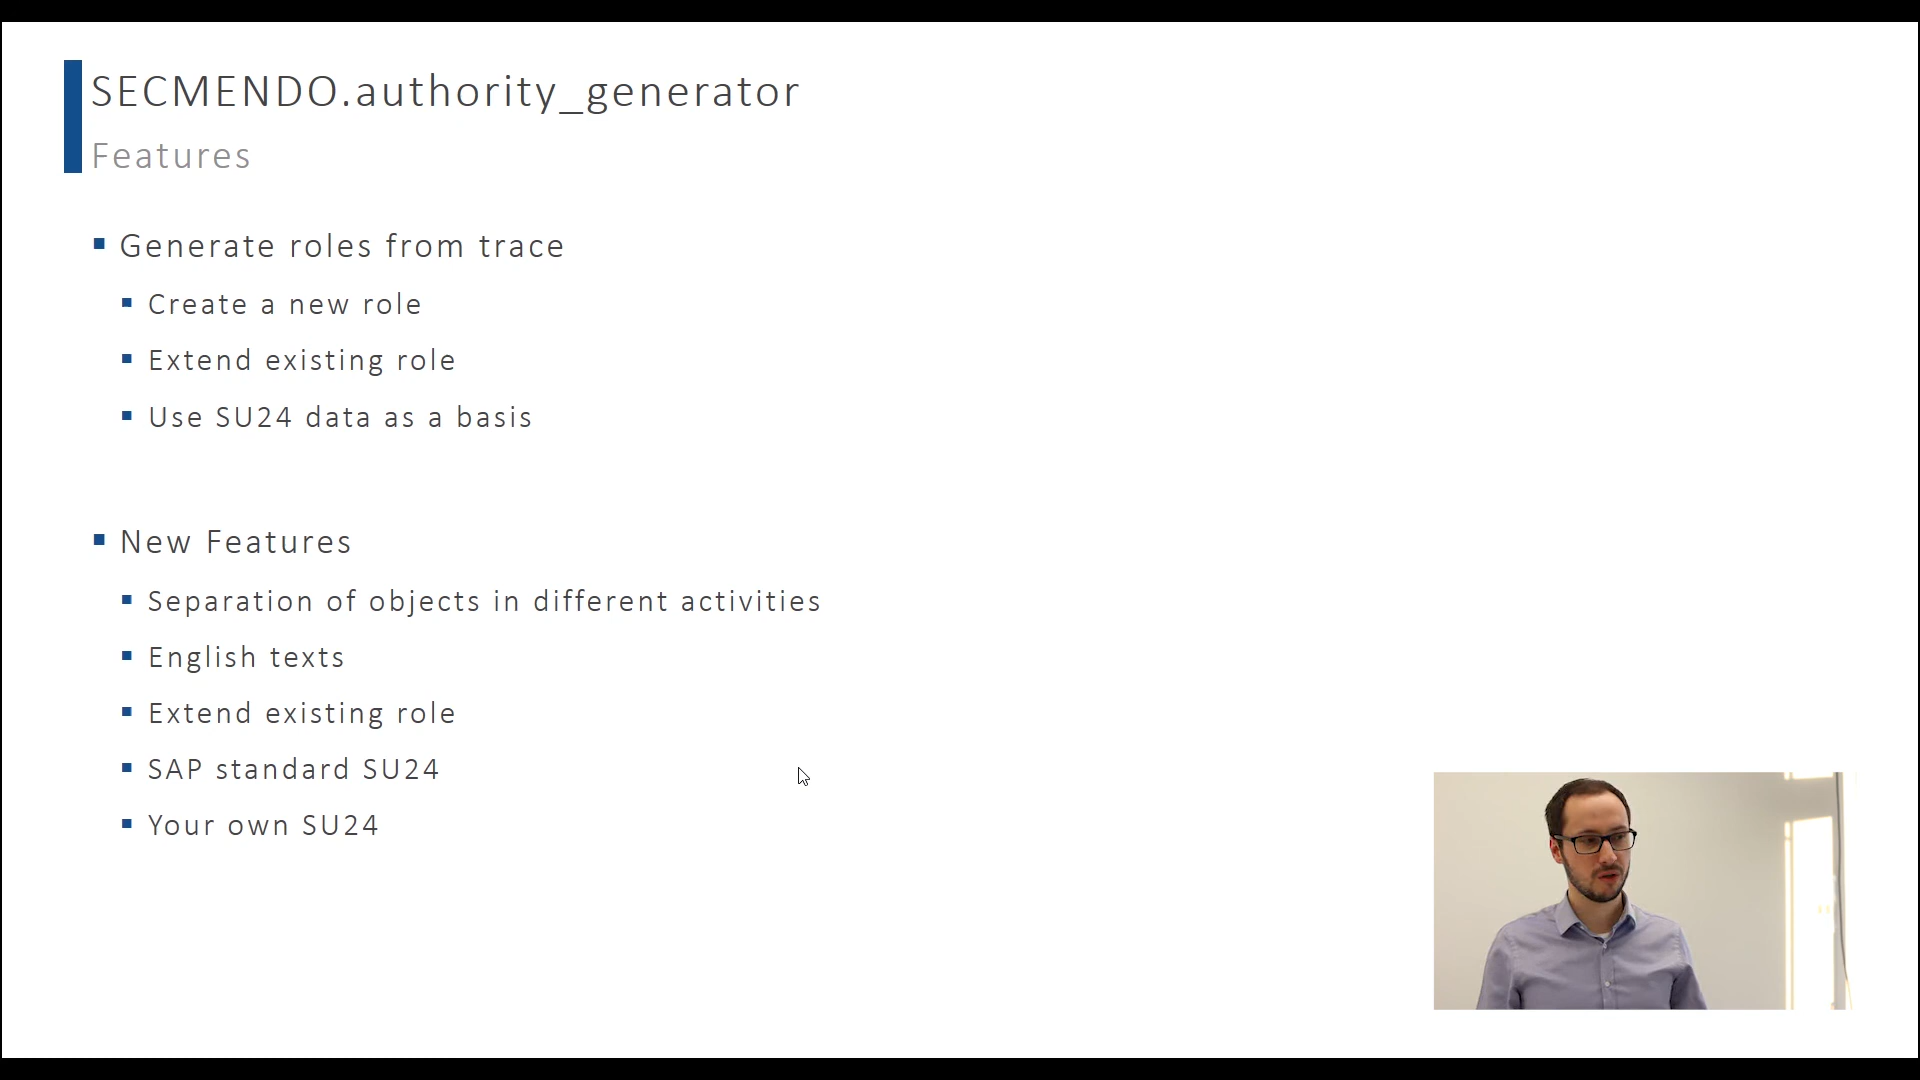 SECMENDO.authority_generator
Features
Generate roles from trace
Create a new role
Extend existing role
Use SU24 data as a basis
New Features
Separation of objects in different activities
English texts
Extend existing role
SAP standard SU24
Your own SU24